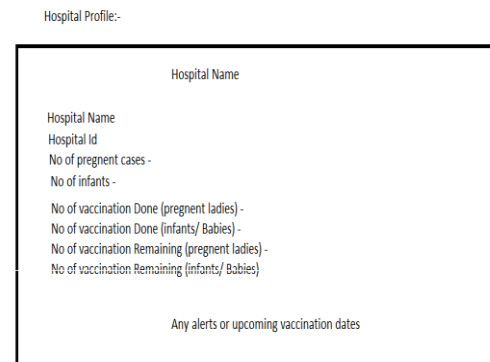 Hospital Profile:-
Hospital Name
Hospital Name
Hospital Id
No of pregnent cases -
No of infants -
No of vaccination Done (pregnent ladies) -
No of vaccination Done (infants/ Babies) -
No of vaccination Remaining (pregnent ladies) -
No of vaccination Remaining (infants/ Babies)
Any alerts or upcoming vaccination dates